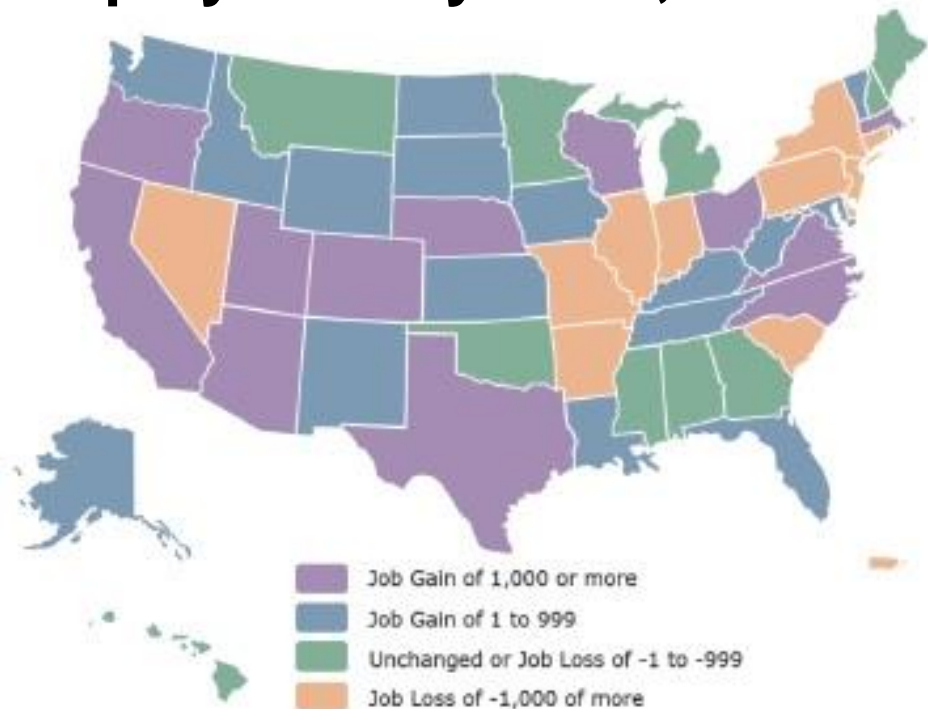 Job Gain of 1,000 or more
Job Gain of 1 to 999
Unchanged or Job Loss of -1 to -999
Job Loss of -1,000 of more